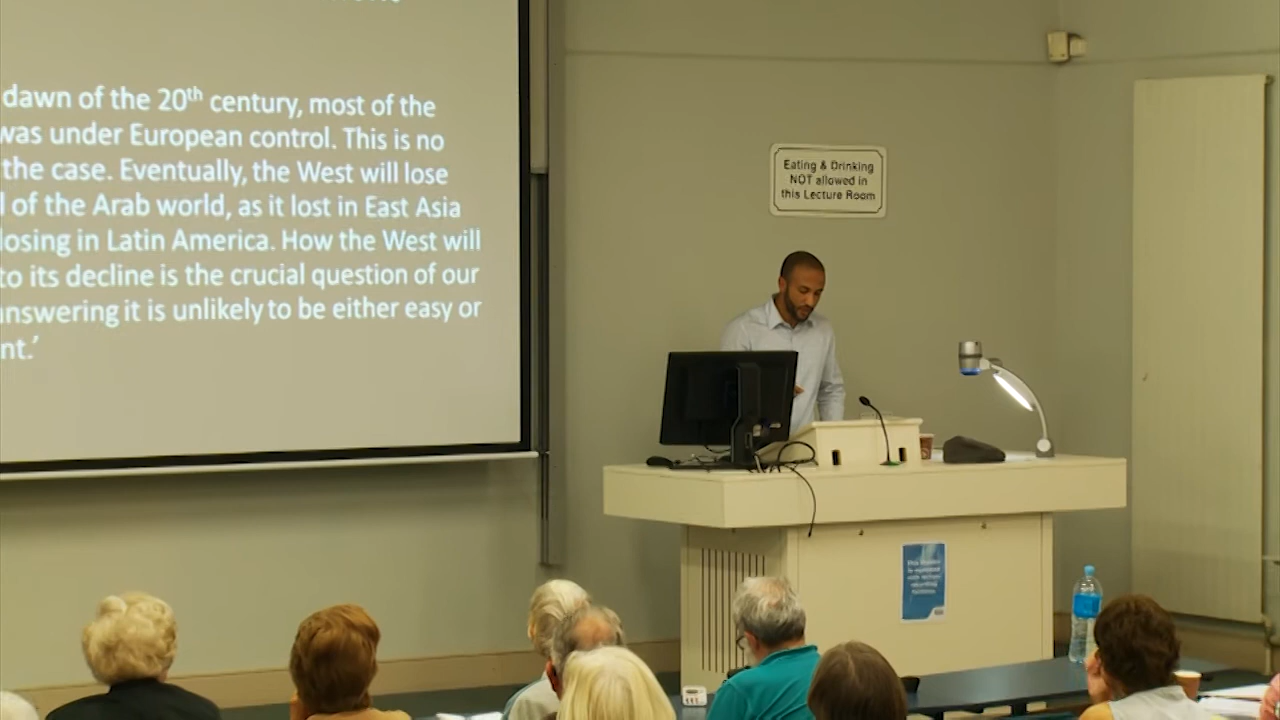 dawn of the 20th century, most of the
was under European control. This is no
the case. Eventually, the West will lose
l of the Arab world, as it lost in East Asia
losing in Latin America. How the West will
to its decline is the crucial question of our
answering it is unlikely to be either easy or
nt.’
Eating & Drinking
NOT allowed in
this Lecture Room